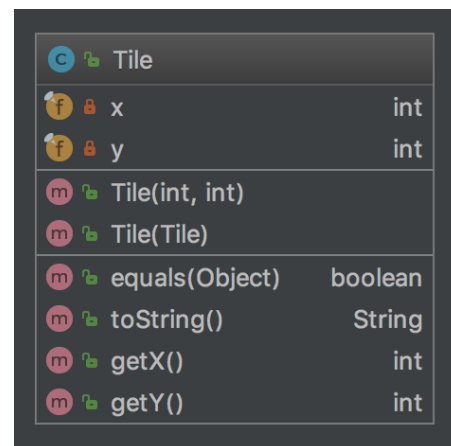 Tile
x int
y int
Tile(int, int)
Tile(Tile)
equals(Object) boolean
toString() String
getX() int
getY() int